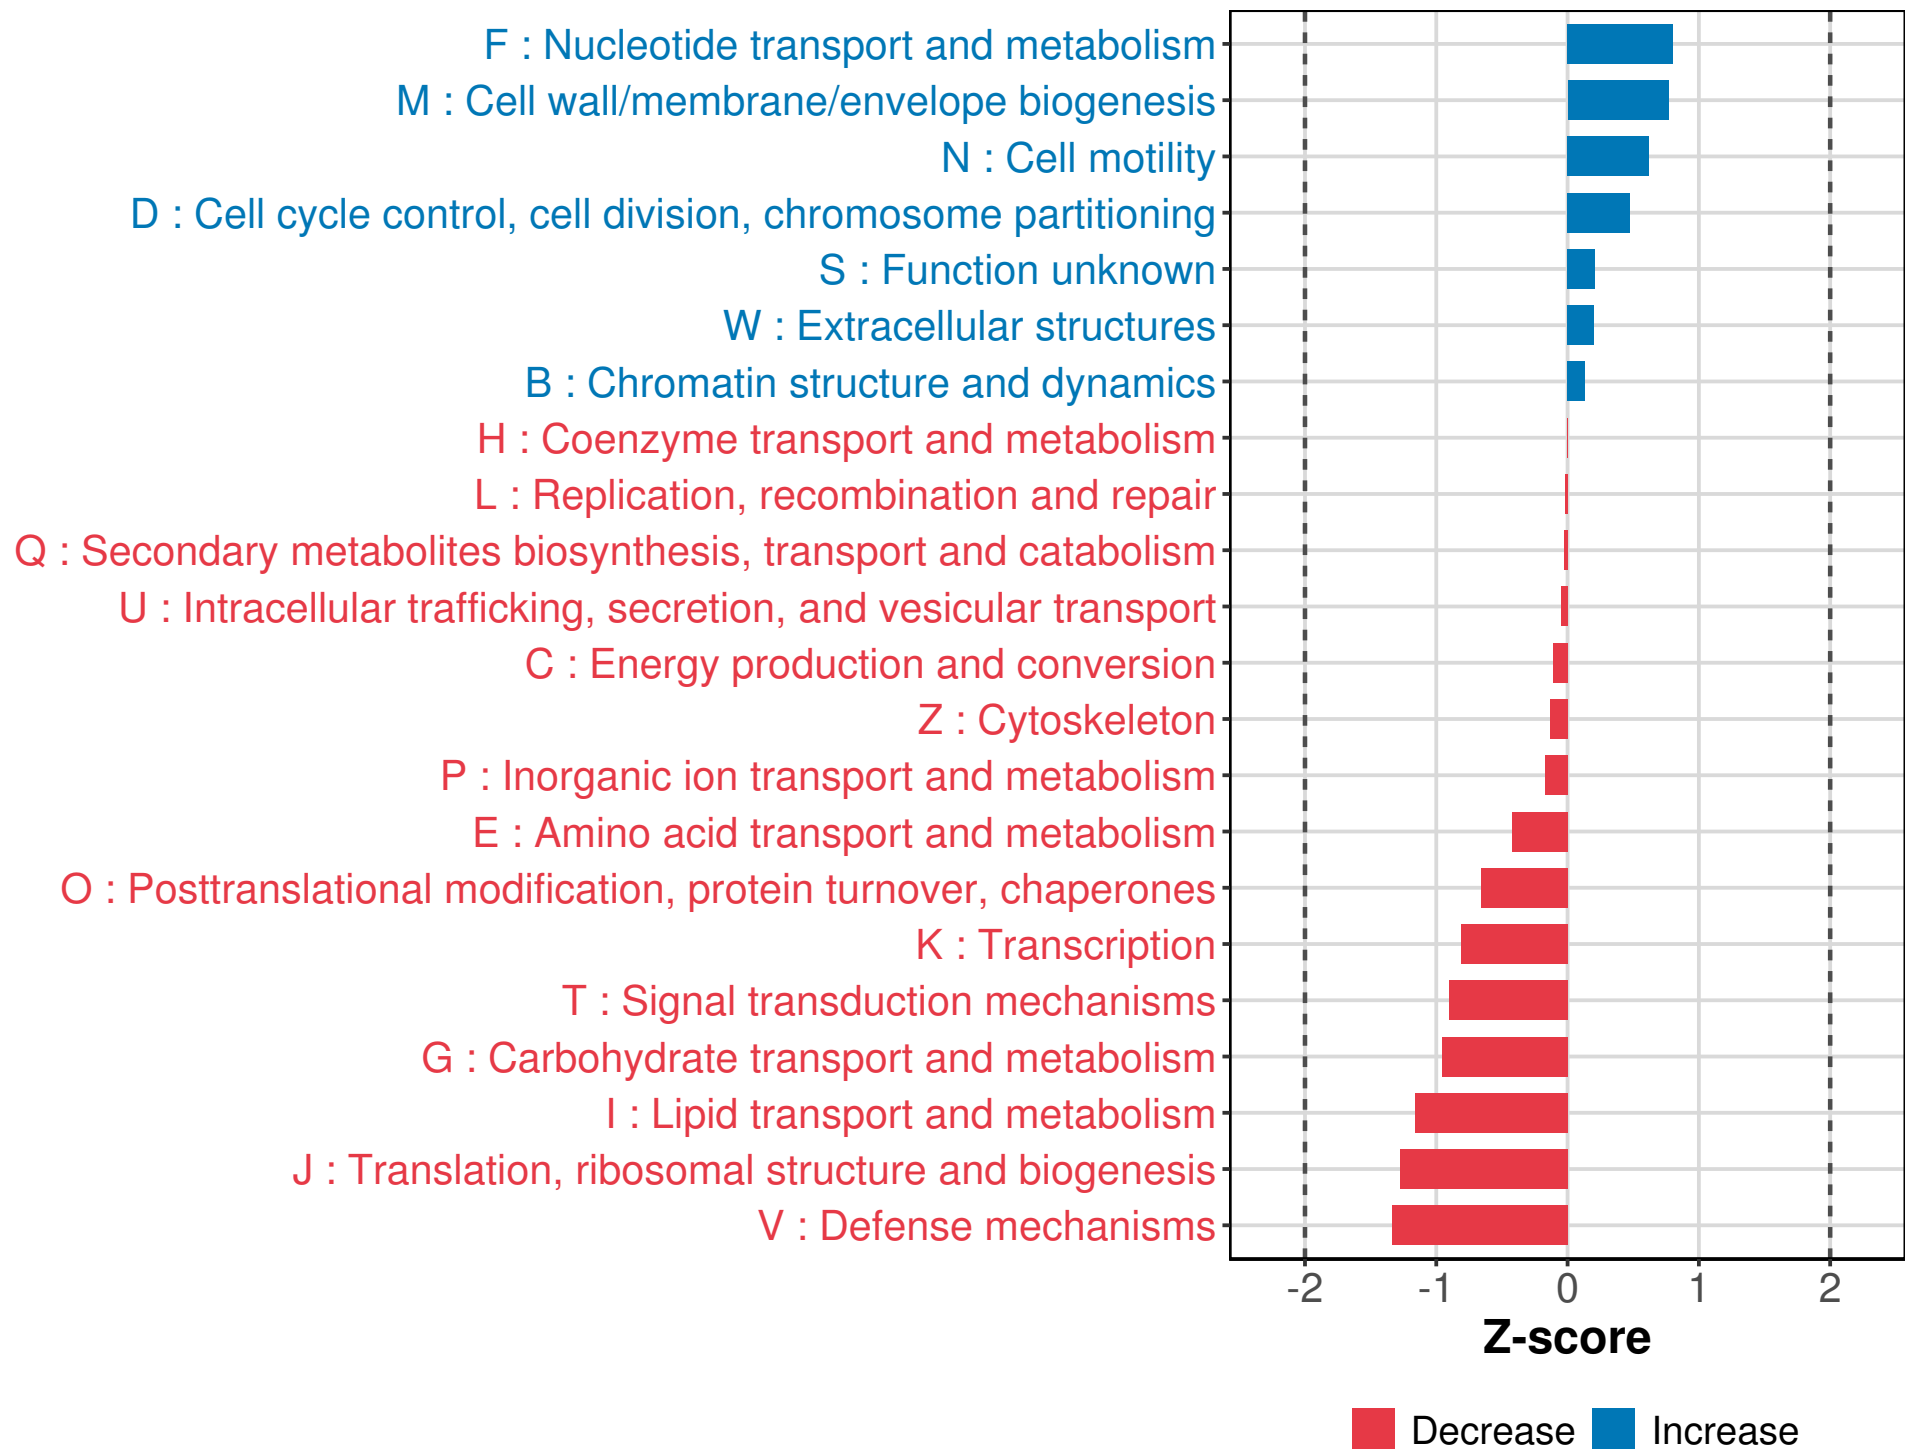 F : Nucleotide transport and metabolism
M : Cell wall/membrane/envelope biogenesis
N : Cell motility
D : Cell cycle control, cell division, chromosome partitioning
S : Function unknown
W : Extracellular structures
B : Chromatin structure and dynamics
H : Coenzyme transport and metabolism
L : Replication, recombination and repair
Q : Secondary metabolites biosynthesis, transport and catabolism
U : Intracellular trafficking, secretion, and vesicular transport
C : Energy production and conversion
Z : Cytoskeleton
P : Inorganic ion transport and metabolism
E : Amino acid transport and metabolism
O : Posttranslational modification, protein turnover, chaperones
K : Transcription
T : Signal transduction mechanisms
G : Carbohydrate transport and metabolism
I : Lipid transport and metabolism
J : Translation, ribosomal structure and biogenesis
V : Defense mechanisms
-2 -1 0 1 2
Z-score
Decrease Increase